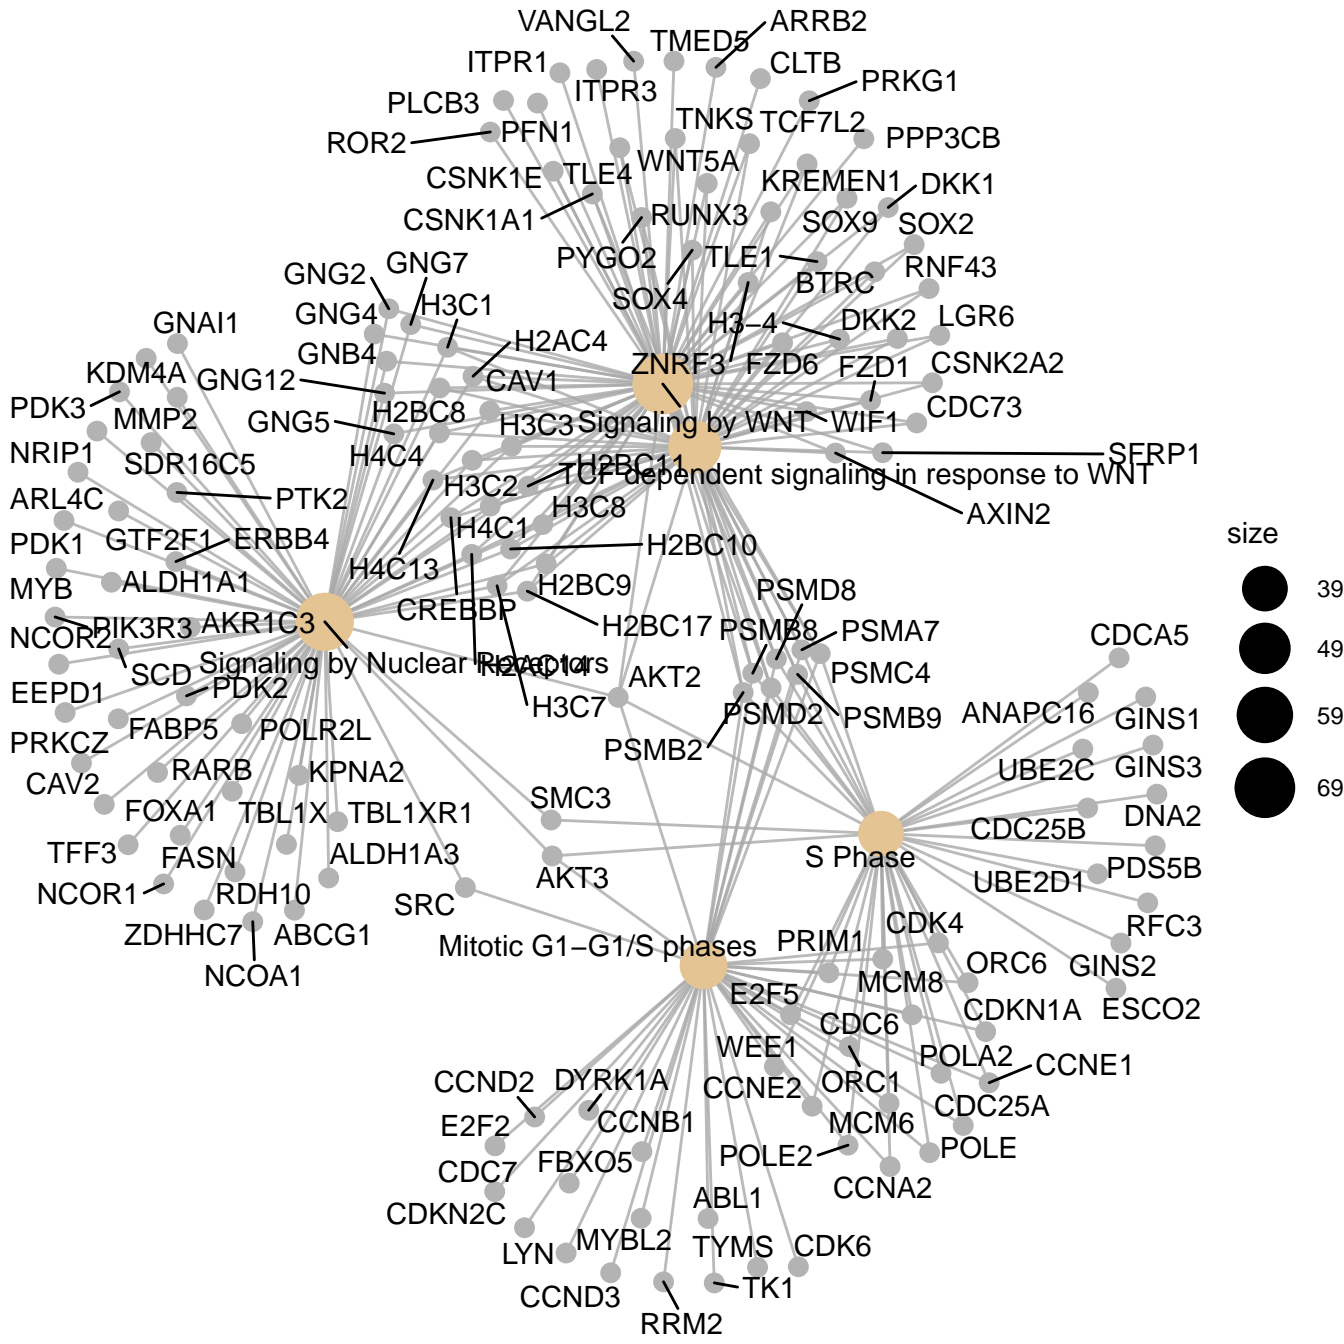 VANGL2
ARRB2
TMED5
ITPR1
CLTB
ITPR3
PRKG1
PLCB3
TNKS
TCF7L2
ROR2
PFN1
PPP3CB
WNT5A
CSNK1E
TLE4
KREMEN1
DKK1
CSNK1A1
RUNX3
SOX9
SOX2
PYGO2
TLE1
GNG2
GNG7
BTRC
RNF43
SOX4
H3C1
GNG4
GNAI1
H3−4
DKK2
LGR6
H2AC4
GNB4
ZNRF3
FZD6
FZD1
CSNK2A2
KDM4A
GNG12
CAV1
PDK3
MMP2
H2BC8
CDC73
GNG5
H3C3
Signaling by WNT
WIF1
NRIP1
SDR16C5
H4C4
H2BC11
SFRP1
TCF dependent signaling in response to WNT
H3C2
ARL4C
PTK2
H3C8
AXIN2
H4C1
size
PDK1
GTF2F1
ERBB4
H2BC10
H4C13
MYB
ALDH1A1
H2BC9
PSMD8
39
CREBBP
NCOR2
PIK3R3
AKR1C3
H2BC17
PSMB8
PSMA7
CDCA5
49
Signaling by Nuclear Receptors
H2AC14
SCD
AKT2
PSMC4
EEPD1
PDK2
H3C7
PSMD2
PSMB9
ANAPC16
GINS1
59
FABP5
POLR2L
PRKCZ
PSMB2
RARB
KPNA2
UBE2C
GINS3
CAV2
69
SMC3
FOXA1
TBL1X
TBL1XR1
DNA2
CDC25B
TFF3
FASN
ALDH1A3
S Phase
PDS5B
AKT3
UBE2D1
NCOR1
RDH10
SRC
RFC3
CDK4
ZDHHC7
ABCG1
Mitotic G1−G1/S phases
PRIM1
ORC6
GINS2
NCOA1
MCM8
E2F5
CDKN1A
ESCO2
CDC6
WEE1
POLA2
CCNE1
CCND2
DYRK1A
CCNE2
ORC1
CDC25A
E2F2
CCNB1
MCM6
POLE2
POLE
CDC7
FBXO5
CCNA2
ABL1
CDKN2C
MYBL2
TYMS
CDK6
LYN
CCND3
TK1
RRM2